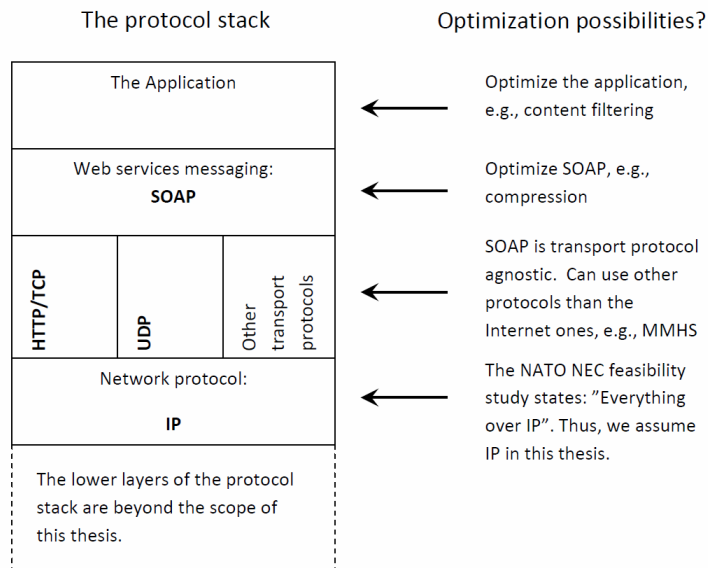 The protocol stack
Optimization possibilities?
The Application
Optimize the application,
e.g., content filtering
Web services messaging:
SOAP
Optimize SOAP, e.g.,
compression
HTTP/TCP
UDP
Other
transport
protocols
SOAP is transport protocol
agnostic.  Can use other
protocols than the
Internet ones, e.g., MMHS
Network protocol:
IP
The NATO NEC feasibility
study states: ”Everything
over IP”. Thus, we assume
IP in this thesis.
The lower layers of the protocol
stack are beyond the scope of
this thesis.